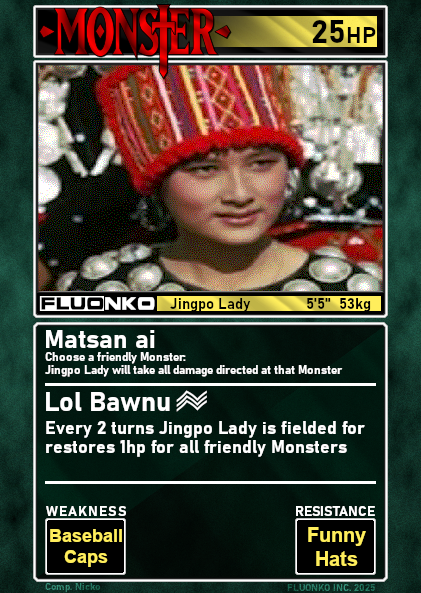 MONSTER
25HP
FLUONKO Jingpo Lady 5'5" 53kg
Matsan ai
Choose a friendly Monster:
Jingpo Lady will take all damage directed at that Monster
Lol Bawnu
Every 2 turns Jingpo Lady is fielded for
restores 1hp for all friendly Monsters
WEAKNESS
Baseball
Caps
RESISTANCE
Funny
Hats
Comp. Nicko
FLUONKO INC. 2025